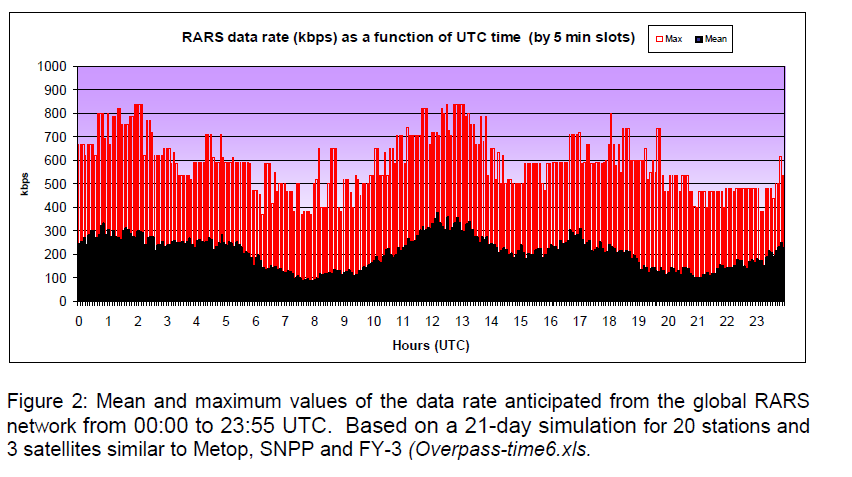 RARS data rate (kbps) as a function of UTC time (by 5 min slots)
Max Mean
1000
900
800
700
600
500
400
300
200
100
0
kbps
0 1 2 3 4 5 6 7 8 9 10 11 12 13 14 15 16 17 18 19 20 21 22 23
Hours (UTC)
Figure 2: Mean and maximum values of the data rate anticipated from the global RARS
network from 00:00 to 23:55 UTC. Based on a 21-day simulation for 20 stations and
3 satellites similar to Metop, SNPP and FY-3 (Overpass-time6.xls.